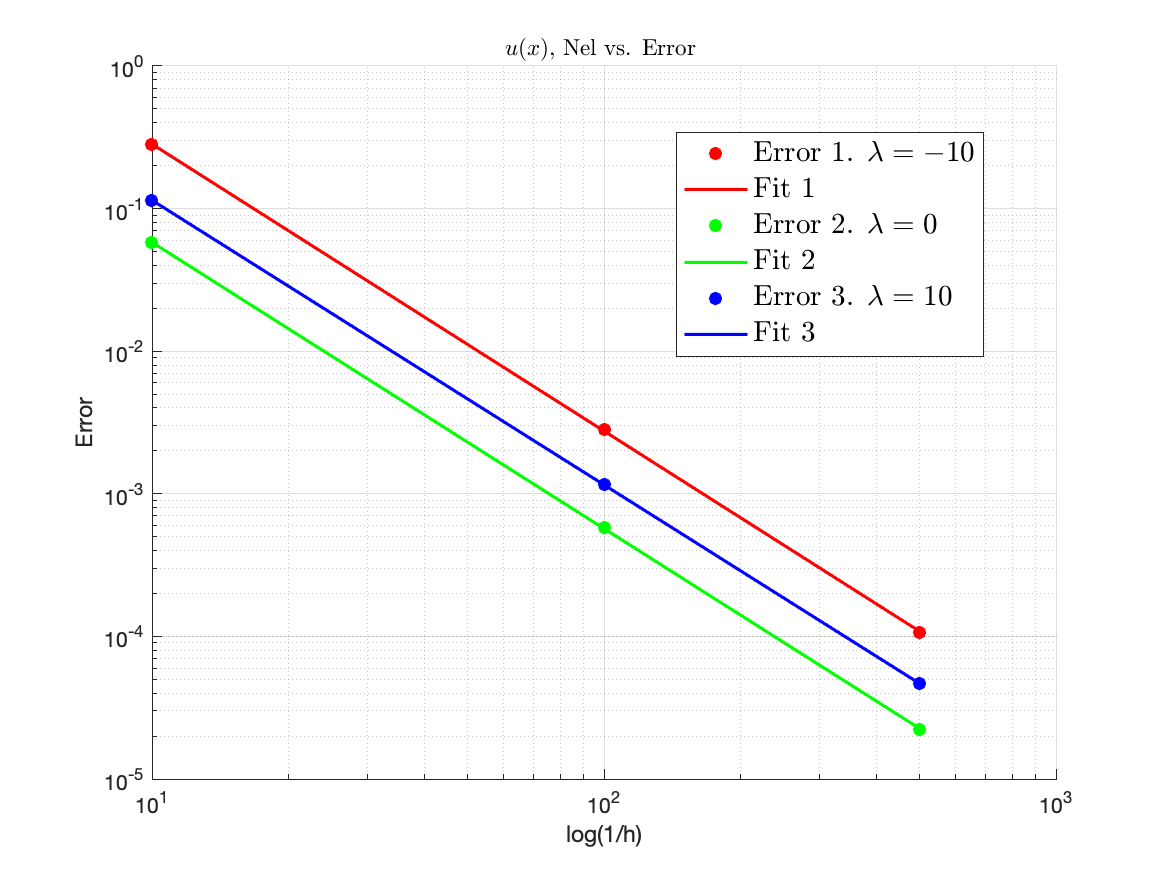 u(x), Nel vs. Error
10^0
10^-1
10^-2
10^-3
10^-4
10^-5
Error
Error 1. λ = −10
Fit 1
Error 2. λ = 0
Fit 2
Error 3. λ = 10
Fit 3
10^1 10^2 10^3
log(1/h)